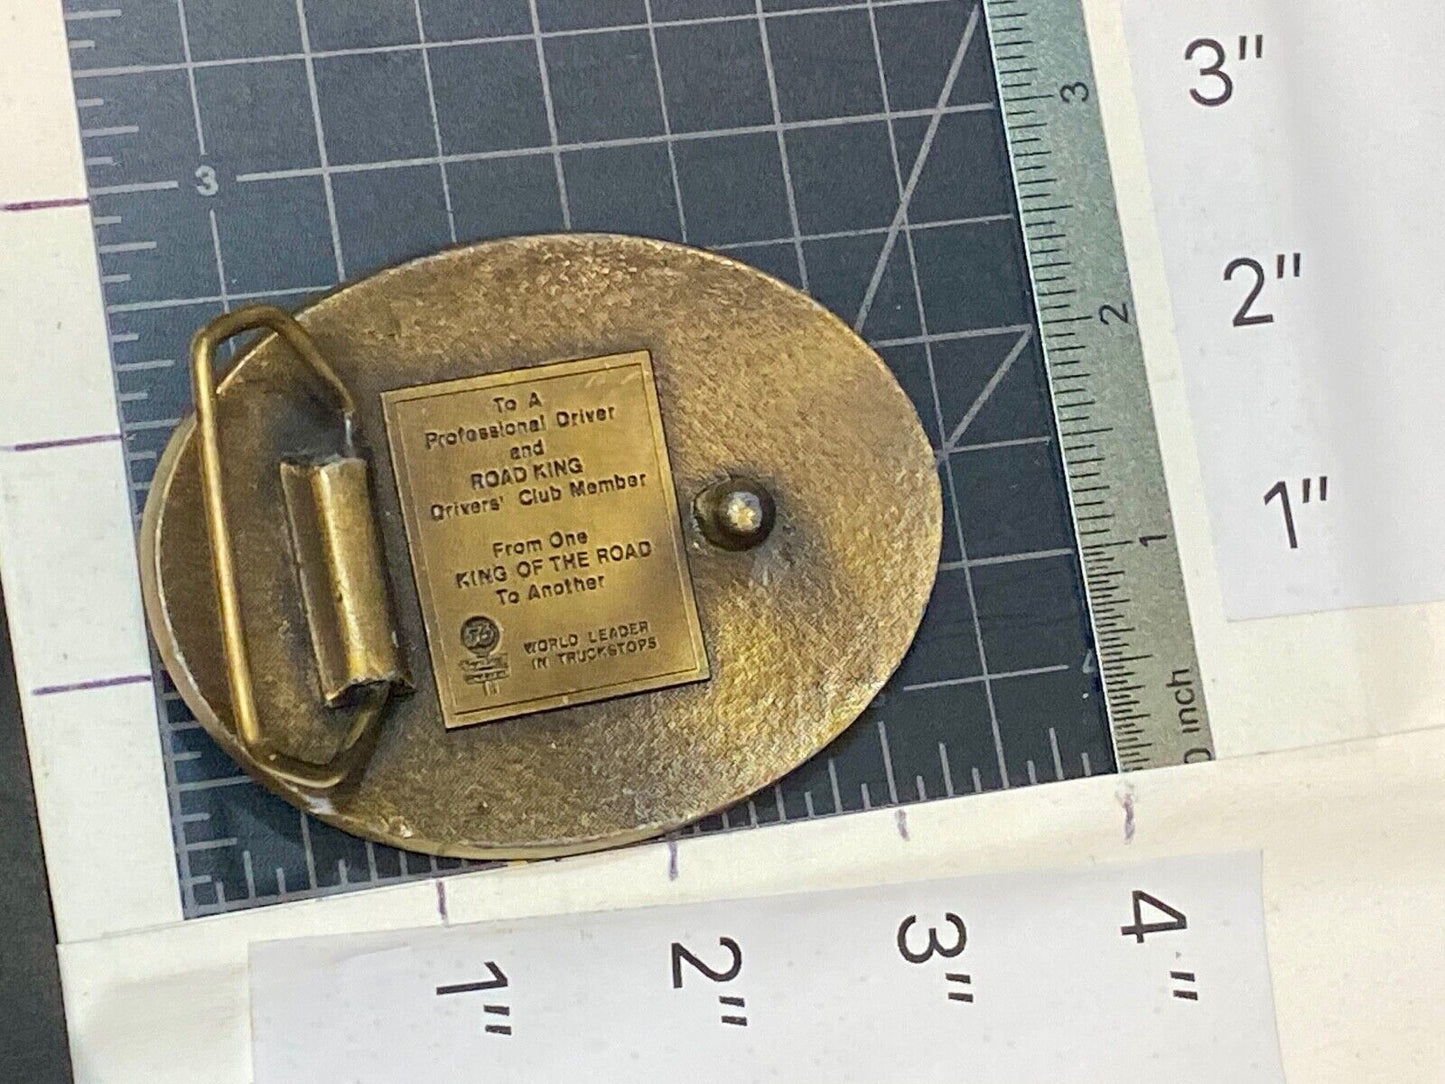 3"
2"
1"
3
3
2
1
0 inch
To A
Professional Driver
and
ROAD KING
Drivers' Club Member
From One
KING OF THE ROAD
To Another
76
WORLD LEADER
IN TRUCKSTOPS
1"
2"
3"
4"